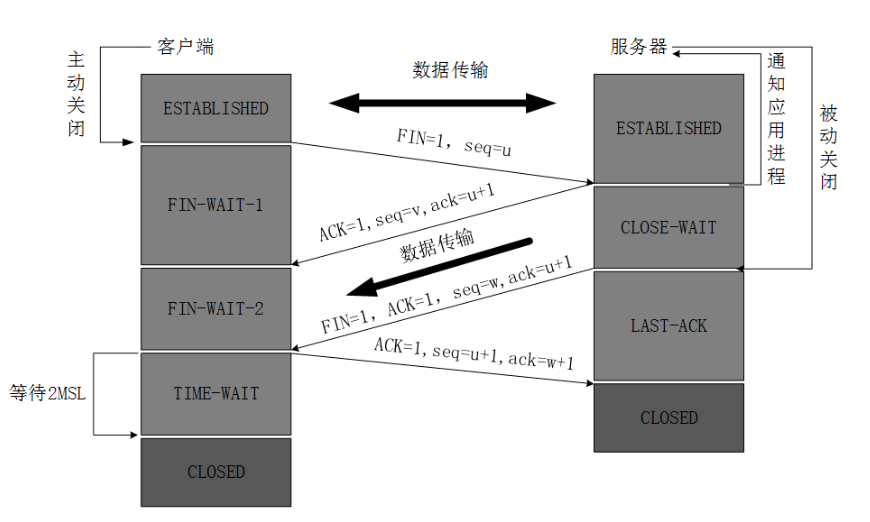 客户端
服务器
主动关闭
数据传输
通知应用进程
被动关闭
ESTABLISHED
ESTABLISHED
FIN=1, seq=u
FIN-WAIT-1
ACK=1,seq=v,ack=u+1
CLOSE-WAIT
数据传输
FIN-WAIT-2
FIN=1, ACK=1, seq=w,ack=u+1
LAST-ACK
ACK=1,seq=u+1,ack=w+1
等待2MSL
TIME-WAIT
CLOSED
CLOSED